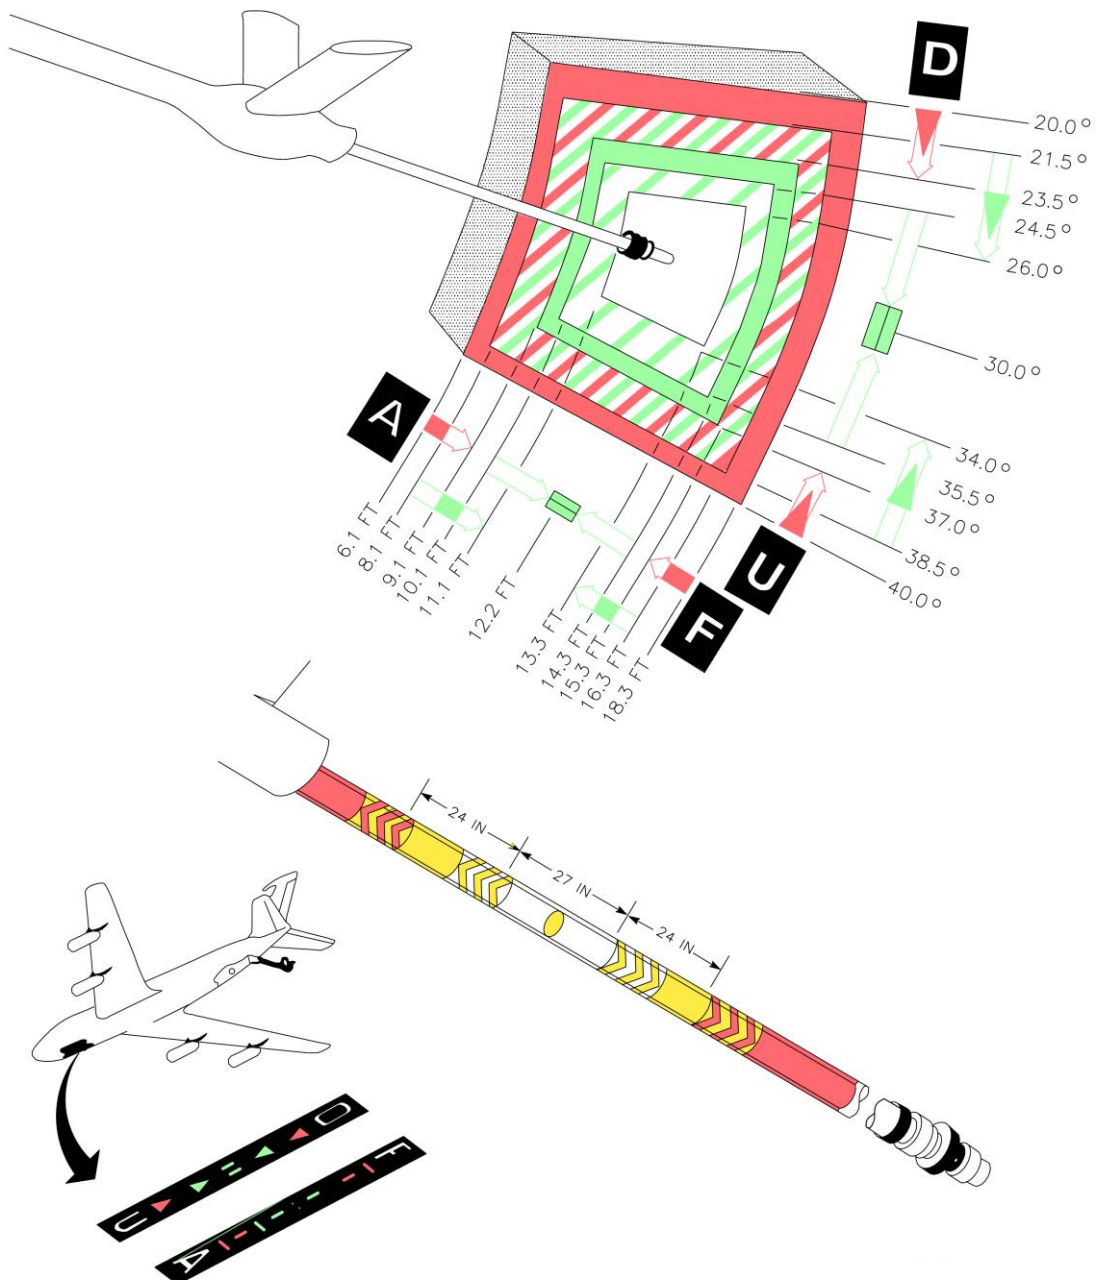 D
20.0°
21.5°
23.5°
24.5°
26.0°
30.0°
34.0°
35.5°
37.0°
38.5°
40.0°
A
U
F
6.1 FT
8.1 FT
9.1 FT
10.1 FT
11.1 FT
12.2 FT
13.3 FT
14.3 FT
15.3 FT
16.3 FT
18.3 FT
24 IN
27 IN
24 IN
U = D
A F